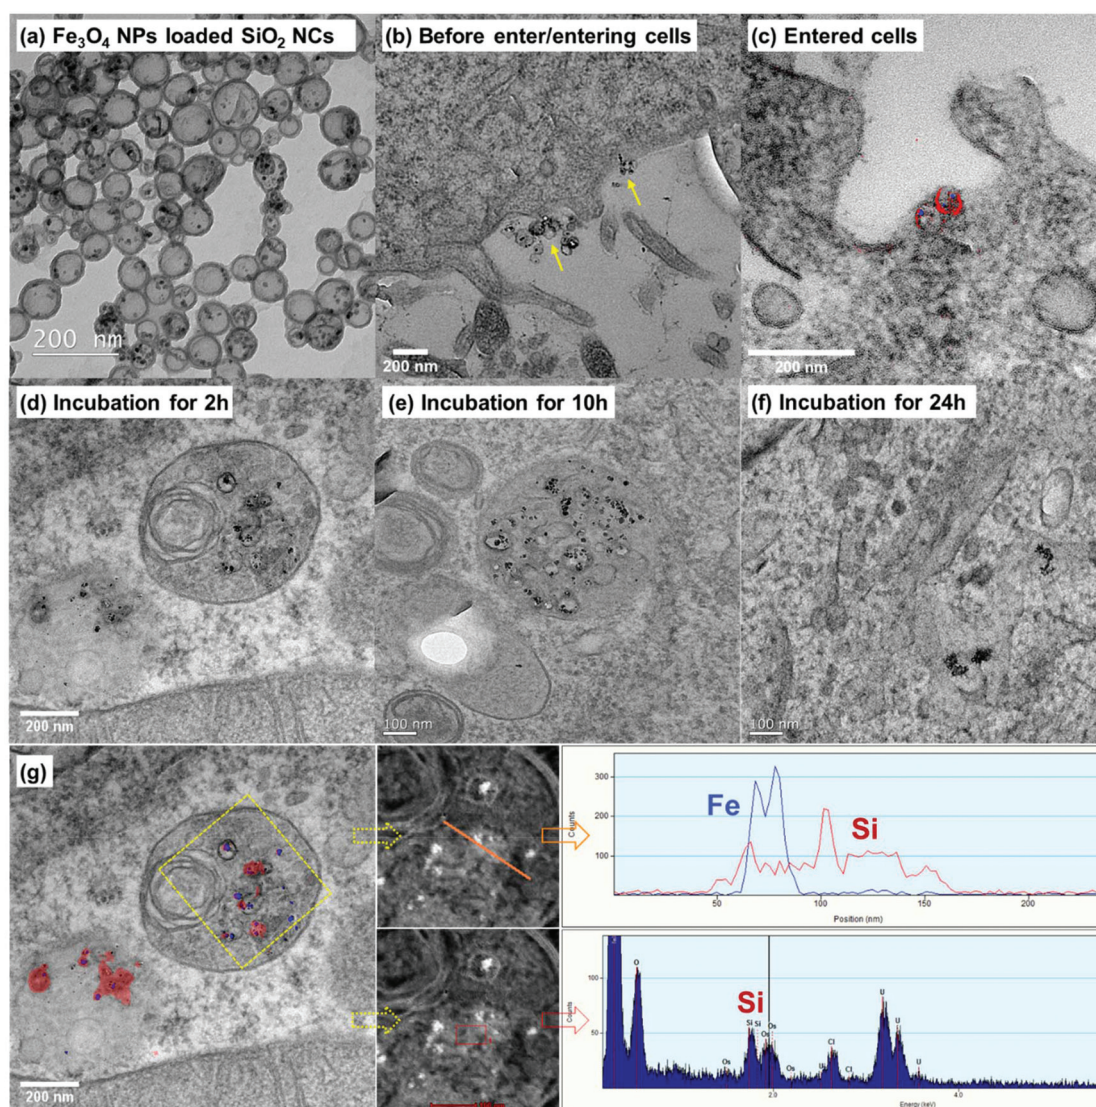 (a) Fe₃O₄ NPs loaded SiO₂ NCs
(b) Before enter/entering cells
(c) Entered cells
200 nm
200 nm
200 nm
(d) Incubation for 2h
(e) Incubation for 10h
(f) Incubation for 24h
200 nm
100 nm
100 nm
(g)
200 nm
300
200
100
Counts
Fe
Si
50
100
150
200
Position (nm)
100
50
Counts
O
Si
Os
Si
Si
Os
Os
Os
U
Cl
Cl
U
U
U
2.0
4.0
Energy (keV)